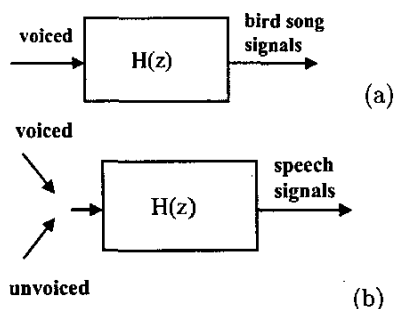 voiced
H(z)
bird song
signals
(a)
voiced
H(z)
speech
signals
unvoiced
(b)